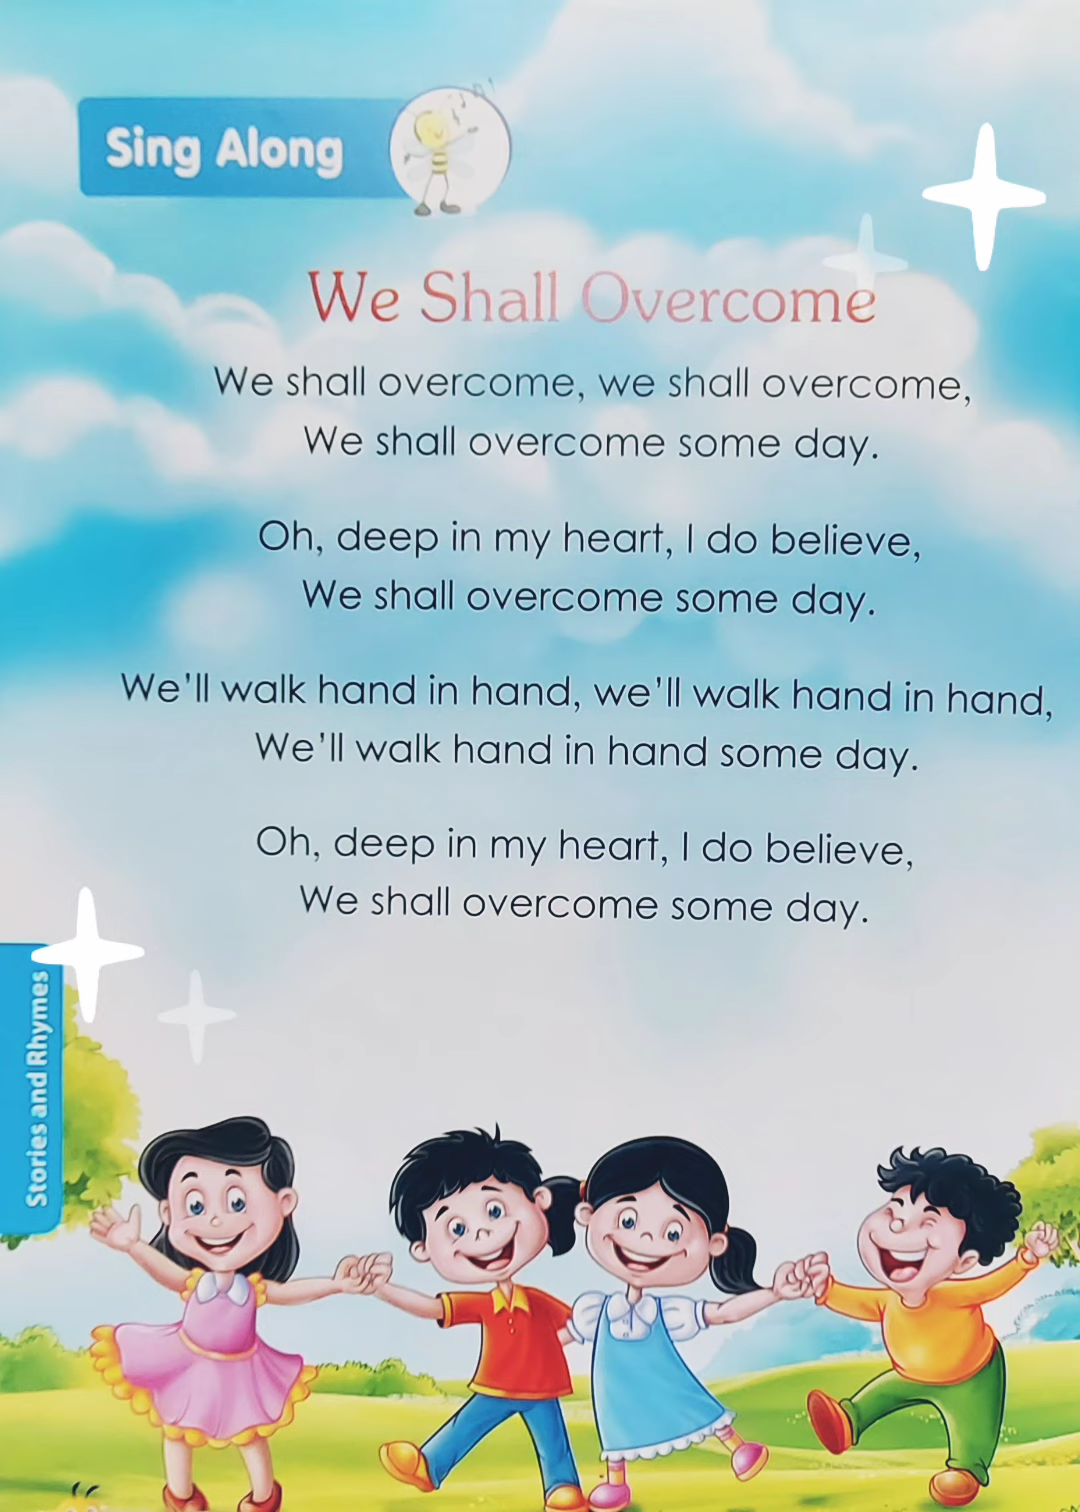 Sing Along
We Shall Overcome
We shall overcome, we shall overcome,
We shall overcome some day.
Oh, deep in my heart, I do believe,
We shall overcome some day.
We'll walk hand in hand, we'll walk hand in hand,
We'll walk hand in hand some day.
Oh, deep in my heart, I do believe,
We shall overcome some day.
Stories and Rhymes